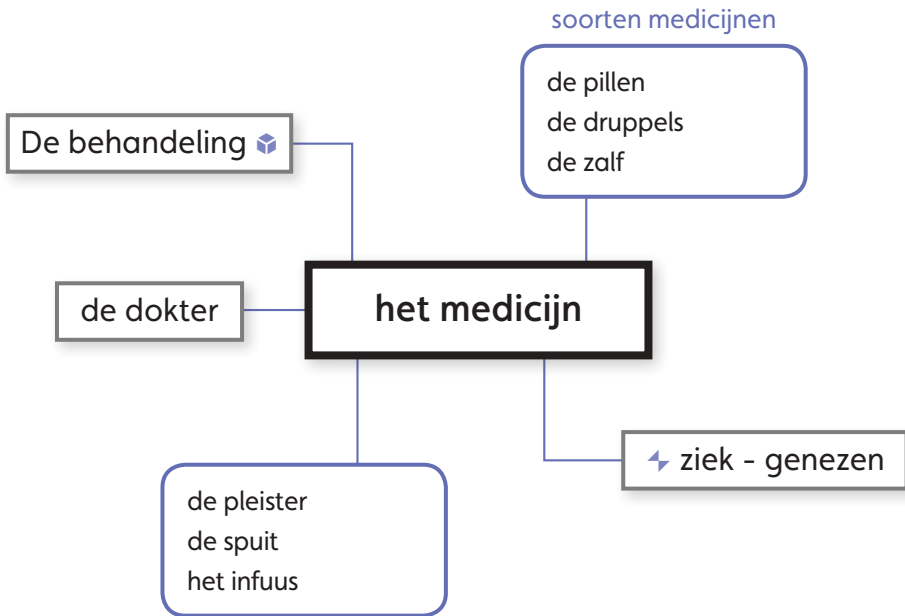 soorten medicijnen
de pillen
de druppels
de zalf
De behandeling
de dokter
het medicijn
ziek - genezen
de pleister
de spuit
het infuus